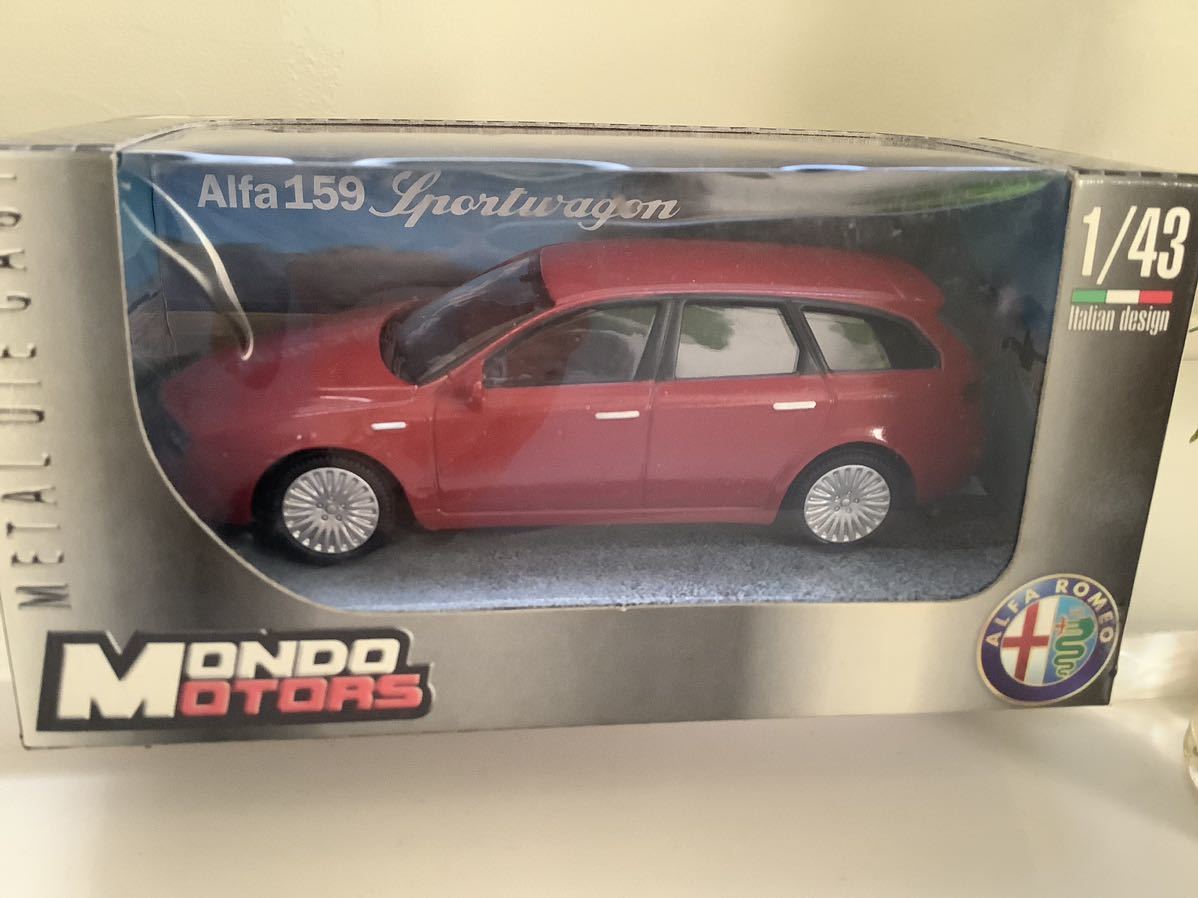 Alfa 159 Sportwagon
1/43
Italian design
METAL DIE CAST
MONDO
MOTORS
ALFA ROMEO